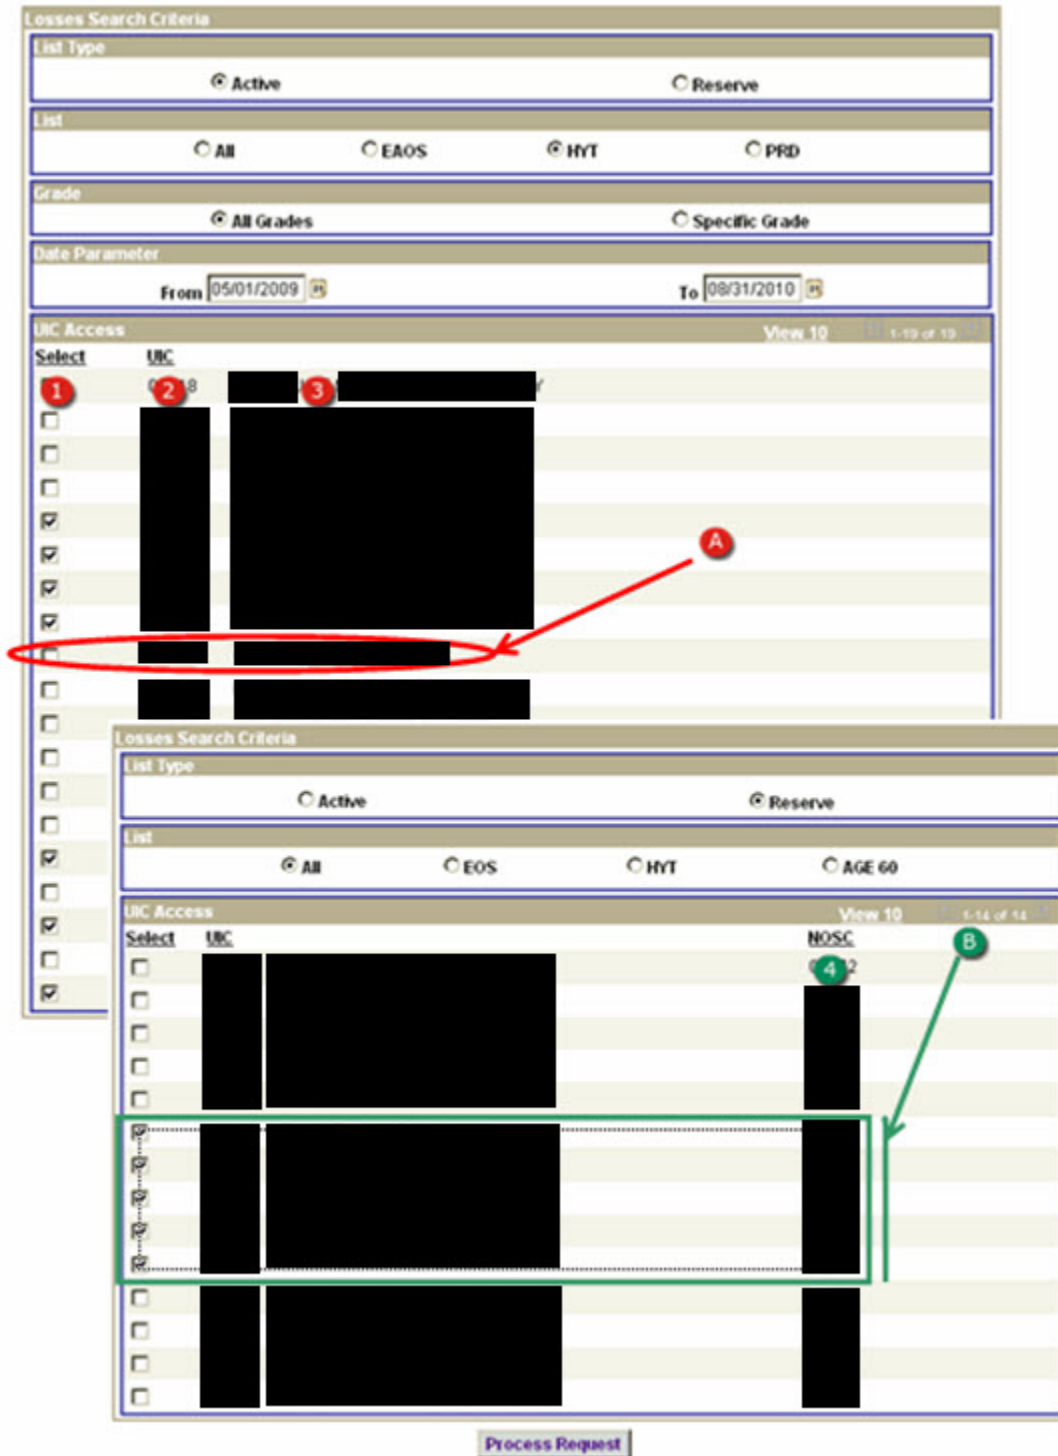 Losses Search Criteria
List Type
Active Reserve
List
All EAOS HYT PRD
Grade
All Grades Specific Grade
Date Parameter
From 05/01/2009 To 08/31/2010
UIC Access View 10 1-19 of 19
Select UIC
1 2 8 3 Y
A
Losses Search Criteria
List Type
Active Reserve
List
All EOS HYT AGE 60
UIC Access View 10 1-14 of 14
Select UIC NOSC
B
4 2
Process Request